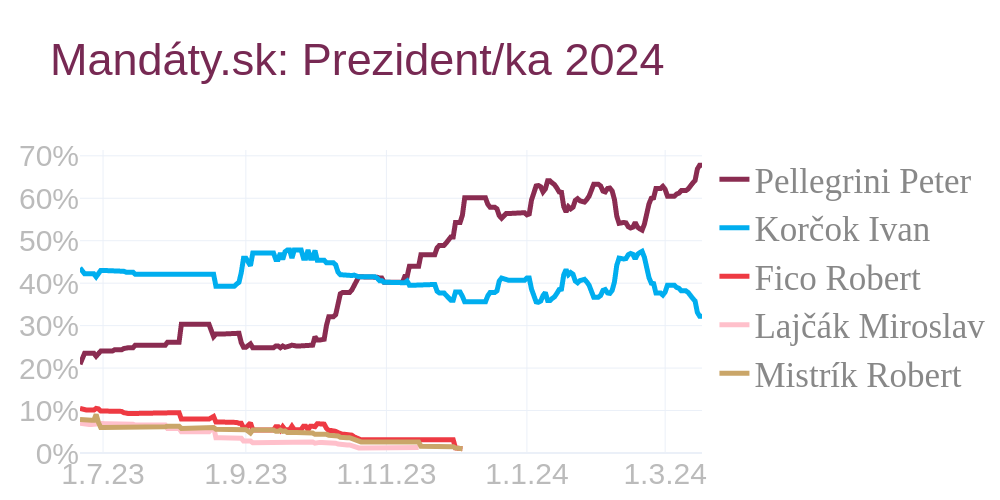 Mandáty.sk: Prezident/ka 2024
70%
60%
50%
40%
30%
20%
10%
0%
1.7.23 1.9.23 1.11.23 1.1.24 1.3.24
Pellegrini Peter
Korčok Ivan
Fico Robert
Lajčák Miroslav
Mistrík Robert